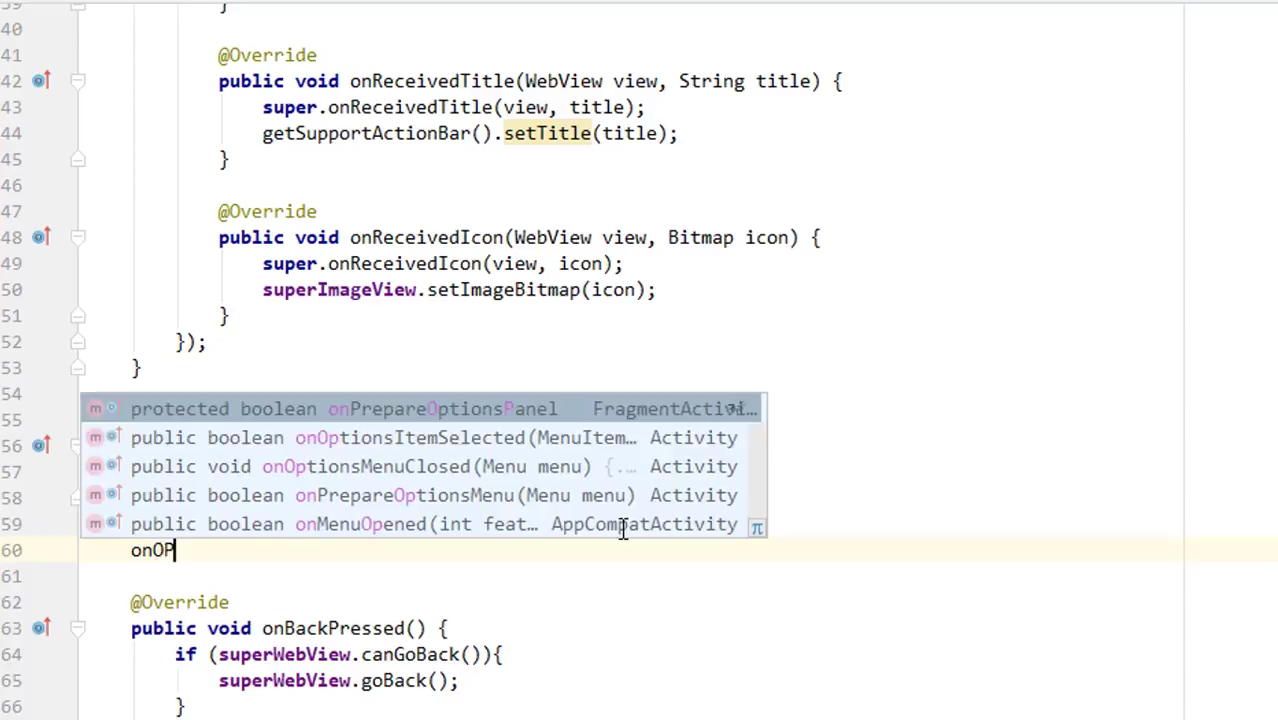 39 }
40
41 @Override
42 public void onReceivedTitle(WebView view, String title) {
43 super.onReceivedTitle(view, title);
44 getSupportActionBar().setTitle(title);
45 }
46
47 @Override
48 public void onReceivedIcon(WebView view, Bitmap icon) {
49 super.onReceivedIcon(view, icon);
50 superImageView.setImageBitmap(icon);
51 }
52 });
53 }
54
protected boolean onPrepareOptionsPanel FragmentActivi…
55
public boolean onOptionsItemSelected(MenuItem… Activity
56
public void onOptionsMenuClosed(Menu menu) {.… Activity
57
public boolean onPrepareOptionsMenu(Menu menu) Activity
58
public boolean onMenuOpened(int feat… AppCompatActivity π
59
60 onOP
61
62 @Override
63 public void onBackPressed() {
64 if (superWebView.canGoBack()){
65 superWebView.goBack();
66 }